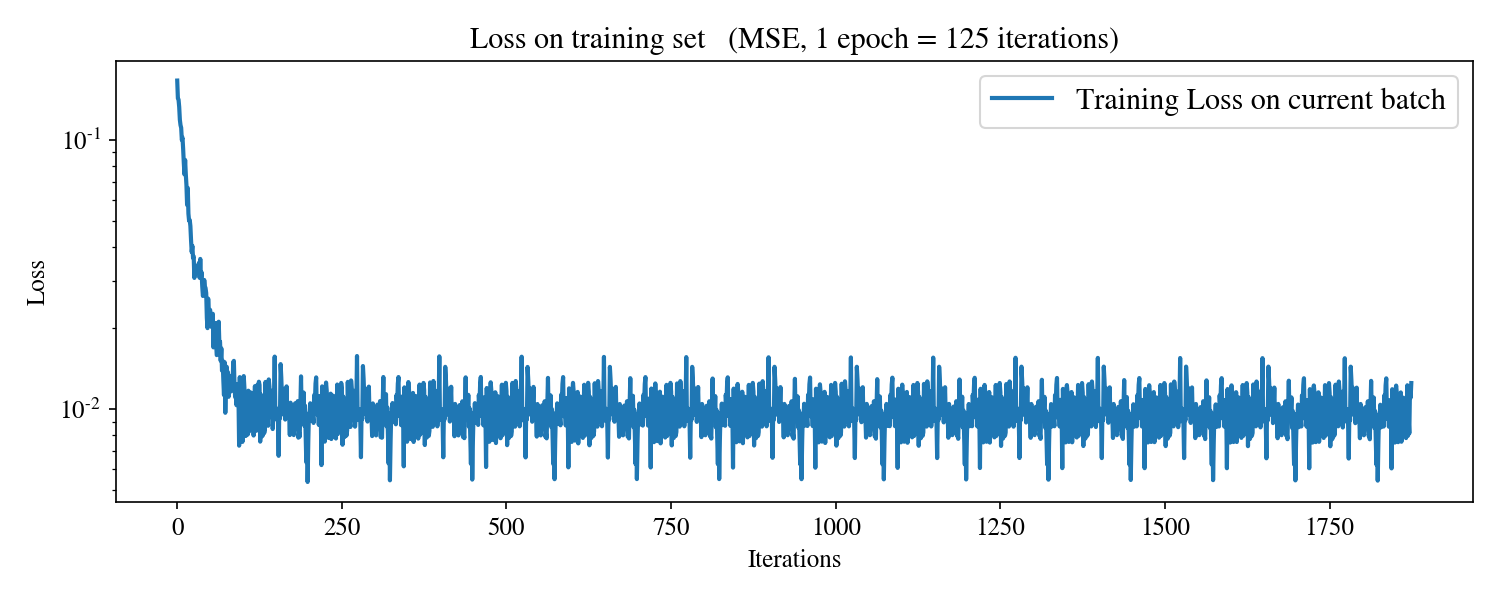 Loss on training set (MSE, 1 epoch = 125 iterations)
Training Loss on current batch
Loss
10^-1
10^-2
0 250 500 750 1000 1250 1500 1750
Iterations